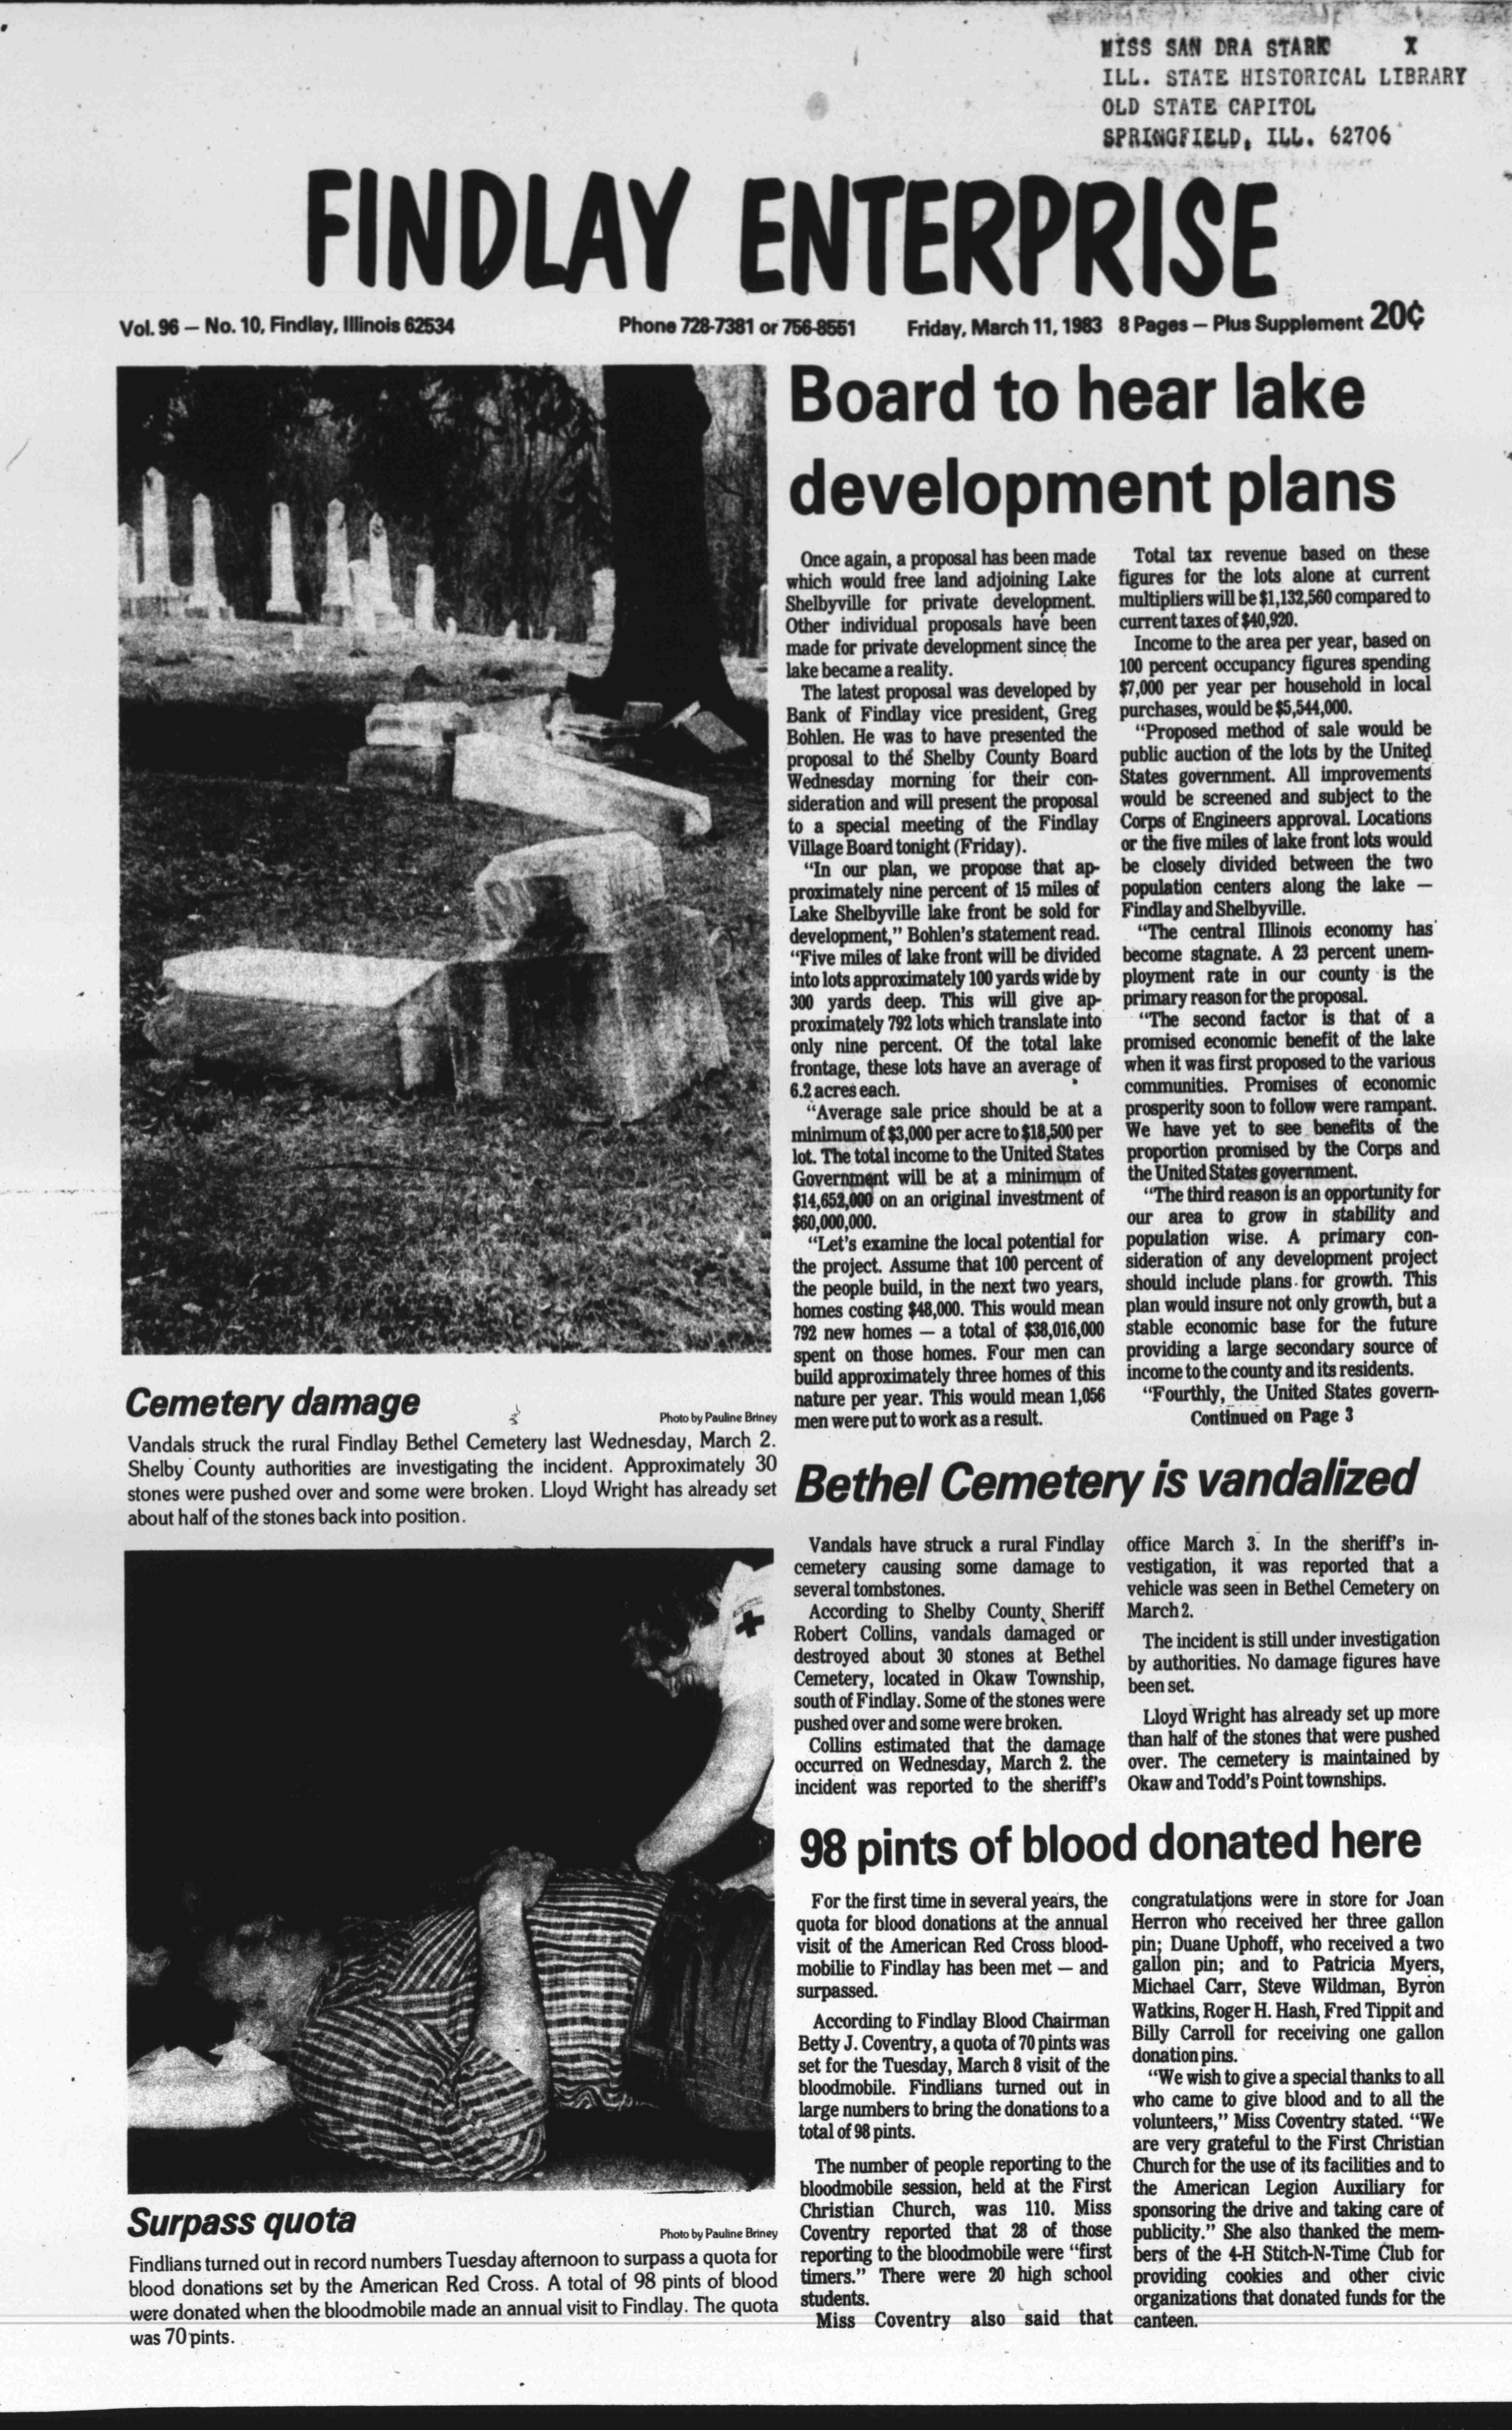 MISS SAN DRA STARK X
ILL. STATE HISTORICAL LIBRARY
OLD STATE CAPITOL
SPRINGFIELD, ILL. 62706
FINDLAY ENTERPRISE
Vol. 96 — No. 10, Findlay, Illinois 62534
Phone 728-7381 or 756-8551
Friday, March 11, 1983 8 Pages — Plus Supplement 20¢
Board to hear lake
development plans
Once again, a proposal has been made
which would free land adjoining Lake
Shelbyville for private development.
Other individual proposals have been
made for private development since the
lake became a reality.
The latest proposal was developed by
Bank of Findlay vice president, Greg
Bohlen. He was to have presented the
proposal to the Shelby County Board
Wednesday morning for their con-
sideration and will present the proposal
to a special meeting of the Findlay
Village Board tonight (Friday).
“In our plan, we propose that ap-
proximately nine percent of 15 miles of
Lake Shelbyville lake front be sold for
development,” Bohlen's statement read.
“Five miles of lake front will be divided
into lots approximately 100 yards wide by
300 yards deep. This will give ap-
proximately 792 lots which translate into
only nine percent. Of the total lake
frontage, these lots have an average of
6.2 acres each.
“Average sale price should be at a
minimum of $3,000 per acre to $18,500 per
lot. The total income to the United States
Government will be at a minimum of
$14,652,000 on an original investment of
$60,000,000.
“Let's examine the local potential for
the project. Assume that 100 percent of
the people build, in the next two years,
homes costing $48,000. This would mean
792 new homes — a total of $38,016,000
spent on those homes. Four men can
build approximately three homes of this
nature per year. This would mean 1,056
men were put to work as a result.
Total tax revenue based on these
figures for the lots alone at current
multipliers will be $1,132,560 compared to
current taxes of $40,920.
Income to the area per year, based on
100 percent occupancy figures spending
$7,000 per year per household in local
purchases, would be $5,544,000.
“Proposed method of sale would be
public auction of the lots by the United
States government. All improvements
would be screened and subject to the
Corps of Engineers approval. Locations
or the five miles of lake front lots would
be closely divided between the two
population centers along the lake —
Findlay and Shelbyville.
“The central Illinois economy has
become stagnate. A 23 percent unem-
ployment rate in our county is the
primary reason for the proposal.
“The second factor is that of a
promised economic benefit of the lake
when it was first proposed to the various
communities. Promises of economic
prosperity soon to follow were rampant.
We have yet to see benefits of the
proportion promised by the Corps and
the United States government.
“The third reason is an opportunity for
our area to grow in stability and
population wise. A primary con-
sideration of any development project
should include plans for growth. This
plan would insure not only growth, but a
stable economic base for the future
providing a large secondary source of
income to the county and its residents.
“Fourthly, the United States govern-
Continued on Page 3
Cemetery damage
Photo by Pauline Briney
Vandals struck the rural Findlay Bethel Cemetery last Wednesday, March 2.
Shelby County authorities are investigating the incident. Approximately 30
stones were pushed over and some were broken. Lloyd Wright has already set
about half of the stones back into position.
Bethel Cemetery is vandalized
Vandals have struck a rural Findlay
cemetery causing some damage to
several tombstones.
According to Shelby County Sheriff
Robert Collins, vandals damaged or
destroyed about 30 stones at Bethel
Cemetery, located in Okaw Township,
south of Findlay. Some of the stones were
pushed over and some were broken.
Collins estimated that the damage
occurred on Wednesday, March 2. the
incident was reported to the sheriff's
office March 3. In the sheriff's in-
vestigation, it was reported that a
vehicle was seen in Bethel Cemetery on
March 2.
The incident is still under investigation
by authorities. No damage figures have
been set.
Lloyd Wright has already set up more
than half of the stones that were pushed
over. The cemetery is maintained by
Okaw and Todd's Point townships.
98 pints of blood donated here
For the first time in several years, the
quota for blood donations at the annual
visit of the American Red Cross blood-
mobilie to Findlay has been met — and
surpassed.
According to Findlay Blood Chairman
Betty J. Coventry, a quota of 70 pints was
set for the Tuesday, March 8 visit of the
bloodmobile. Findlians turned out in
large numbers to bring the donations to a
total of 98 pints.
The number of people reporting to the
bloodmobile session, held at the First
Christian Church, was 110. Miss
Coventry reported that 28 of those
reporting to the bloodmobile were “first
timers.” There were 20 high school
students.
Miss Coventry also said that
congratulations were in store for Joan
Herron who received her three gallon
pin; Duane Uphoff, who received a two
gallon pin; and to Patricia Myers,
Michael Carr, Steve Wildman, Byron
Watkins, Roger H. Hash, Fred Tippit and
Billy Carroll for receiving one gallon
donation pins.
“We wish to give a special thanks to all
who came to give blood and to all the
volunteers,” Miss Coventry stated. “We
are very grateful to the First Christian
Church for the use of its facilities and to
the American Legion Auxiliary for
sponsoring the drive and taking care of
publicity.” She also thanked the mem-
bers of the 4-H Stitch-N-Time Club for
providing cookies and other civic
organizations that donated funds for the
canteen.
Surpass quota
Photo by Pauline Briney
Findlians turned out in record numbers Tuesday afternoon to surpass a quota for
blood donations set by the American Red Cross. A total of 98 pints of blood
were donated when the bloodmobile made an annual visit to Findlay. The quota
was 70 pints.